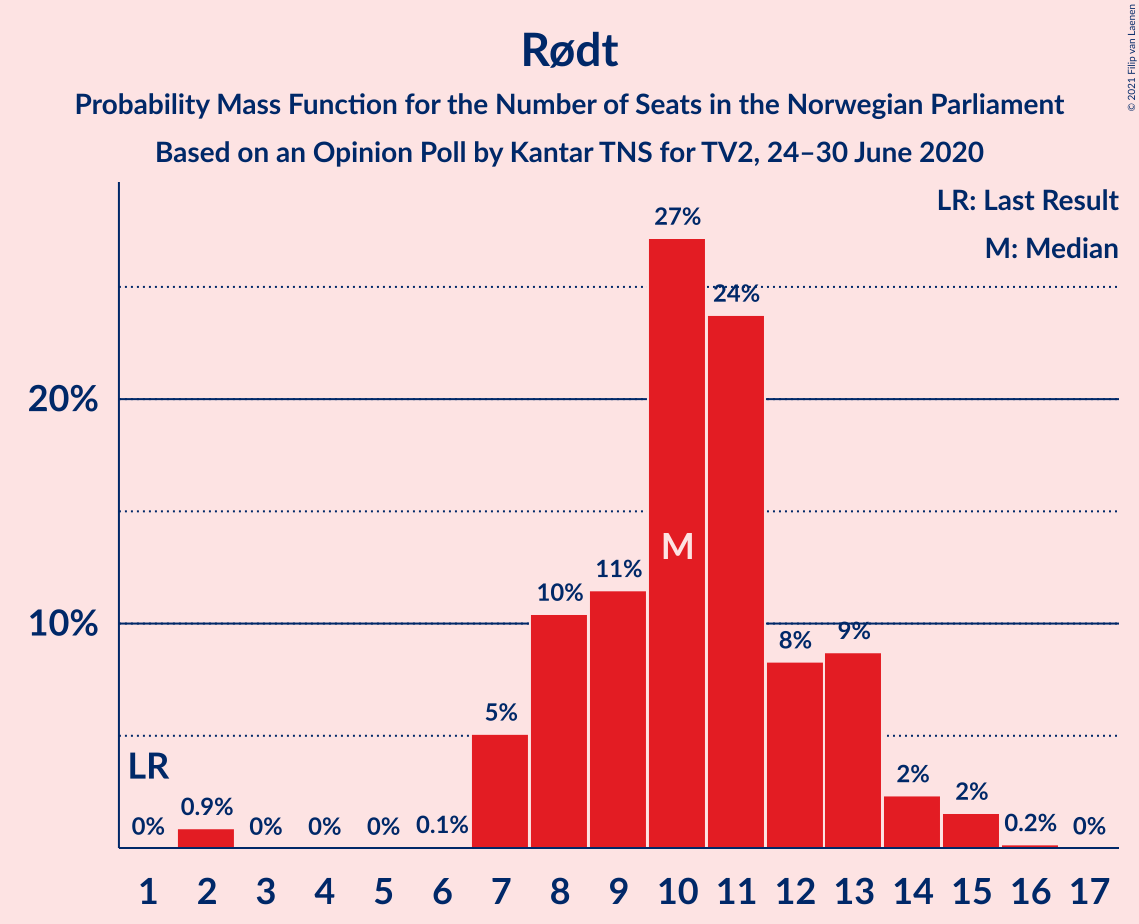 Rødt
Probability Mass Function for the Number of Seats in the Norwegian Parliament
Based on an Opinion Poll by Kantar TNS for TV2, 24–30 June 2020
© 2021 Filip van Laenen
LR: Last Result
M: Median
27%
24%
20%
M
11%
10%
10%
9%
8%
5%
LR
2%
2%
0% 0.9% 0% 0% 0% 0.1% 0.2% 0%
1 2 3 4 5 6 7 8 9 10 11 12 13 14 15 16 17